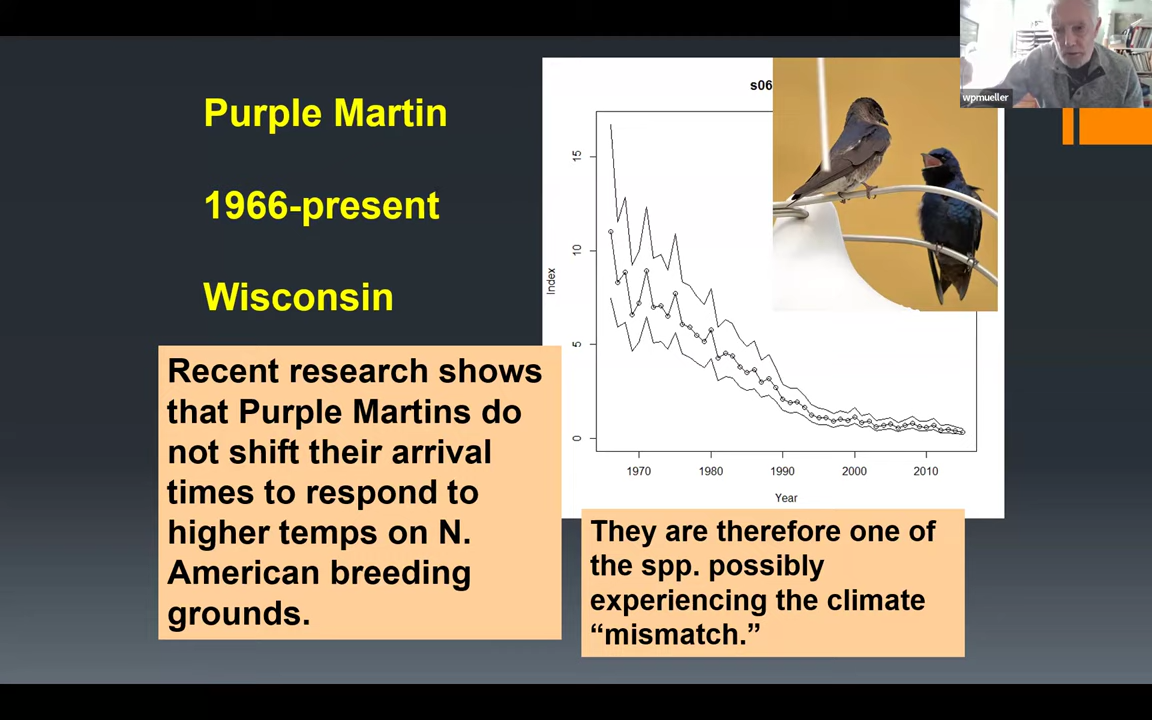 wpmueller
Purple Martin
1966-present
Wisconsin
s06
15
10
5
0
Index
1970
1980
1990
2000
2010
Year
Recent research shows
that Purple Martins do
not shift their arrival
times to respond to
higher temps on N.
American breeding
grounds.
They are therefore one of
the spp. possibly
experiencing the climate
“mismatch.”